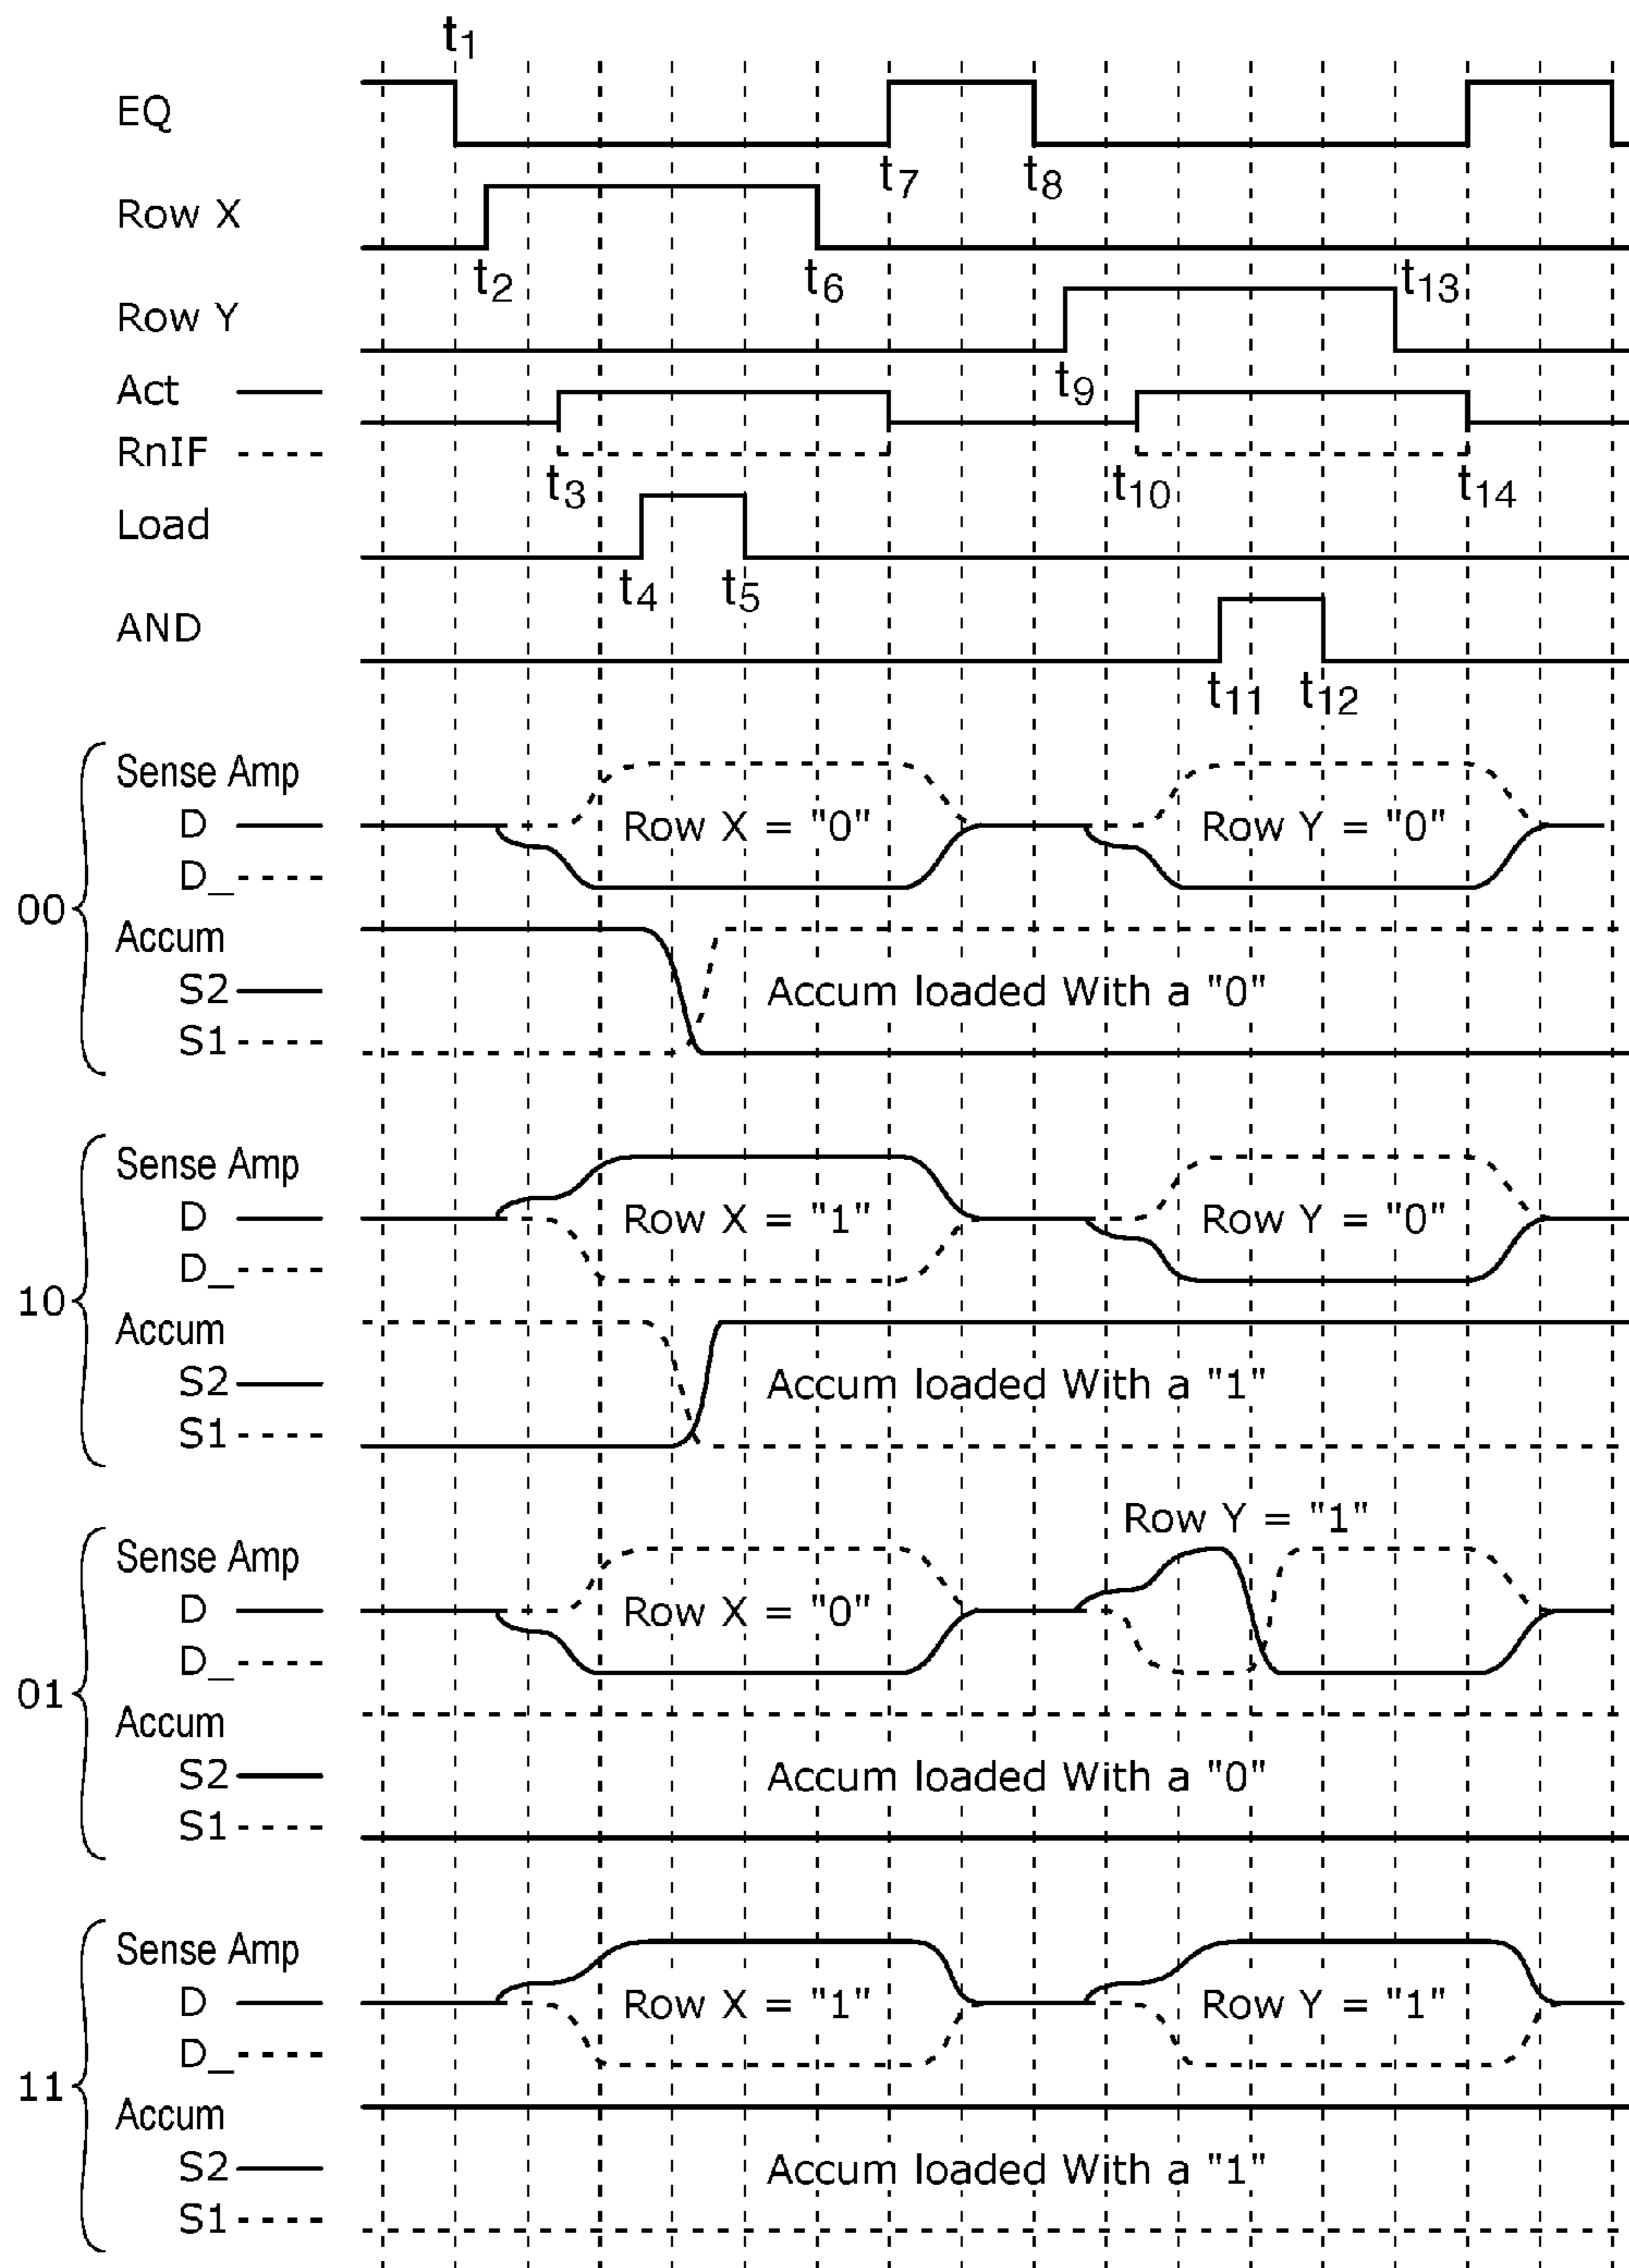 t1
EQ
t7 t8
Row X
t2 t6 t13
Row Y
Act
t9
RnIF
t3 t10 t14
Load
t4 t5
AND
t11 t12
00
Sense Amp
D Row X = "0" Row Y = "0"
D_
Accum
S2 Accum loaded With a "0"
S1
10
Sense Amp
D Row X = "1" Row Y = "0"
D_
Accum
S2 Accum loaded With a "1"
S1
01
Row Y = "1"
Sense Amp
D Row X = "0"
D_
Accum
S2 Accum loaded With a "0"
S1
11
Sense Amp
D Row X = "1" Row Y = "1"
D_
Accum
S2 Accum loaded With a "1"
S1